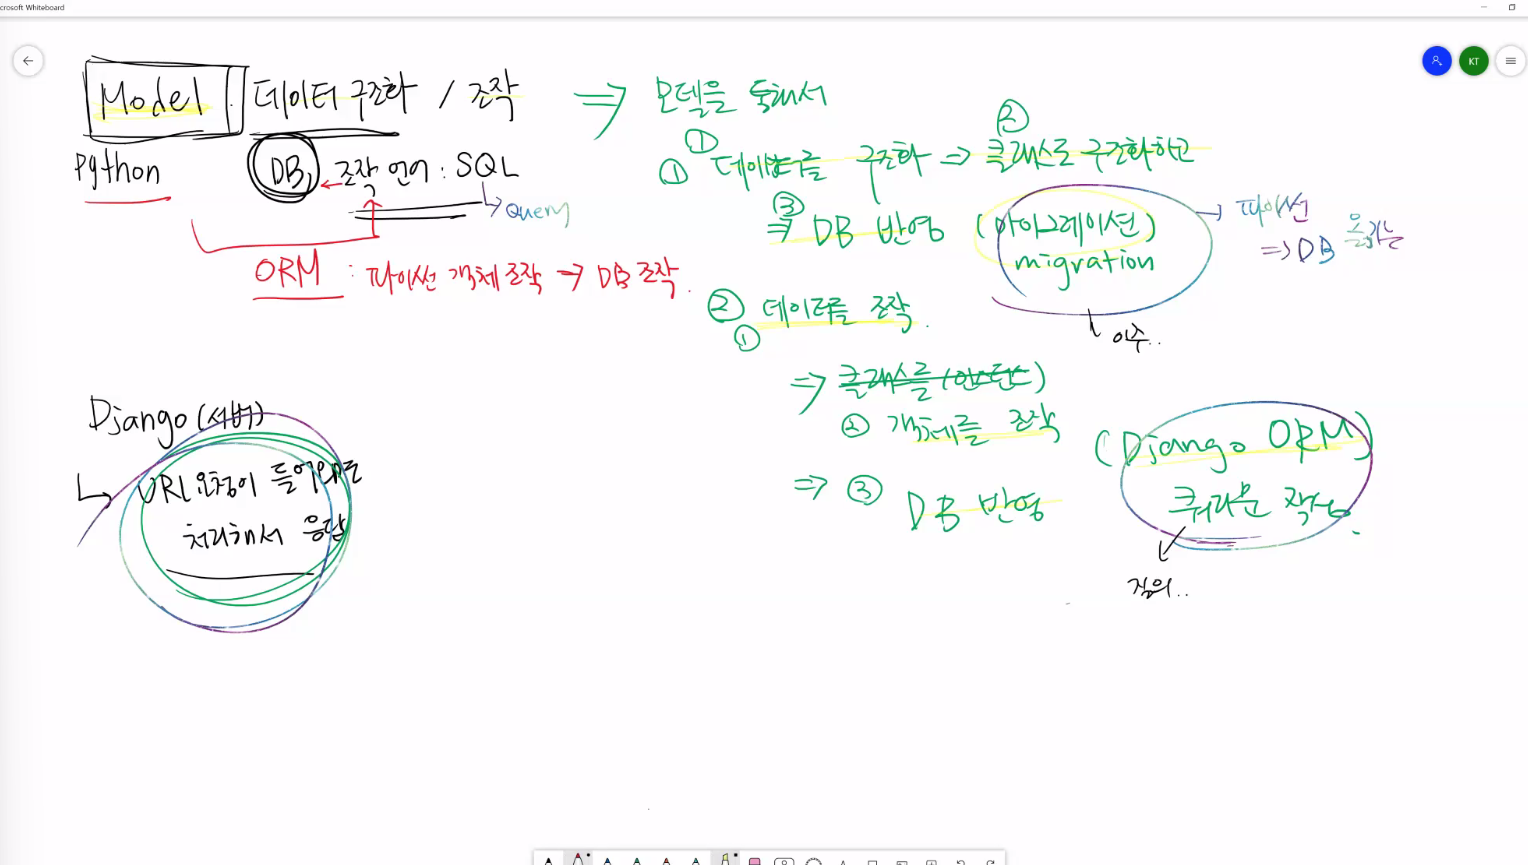 Microsoft Whiteboard
KT
Model : 데이터 구조화 / 조작
Python
DB, 조작 언어 : SQL
Query
ORM : 파이썬 객체 조작 → DB 조작.
Django (서버)
URL 요청이 들어오면
처리해서 응답
⇒ 모델을 통해서
① ②
① 데이터를 구조화 ⇒ 클래스로 구조화하고
③
⇒ DB 반영 (마이그레이션)
migration
→ 파이썬
⇒ DB 옮기는
이주..
② 데이터를 조작.
①
⇒ 클래스를 (인스턴스)
② 객체를 조작 (Django ORM)
⇒ ③ DB 반영
쿼리문 작성.
질의..